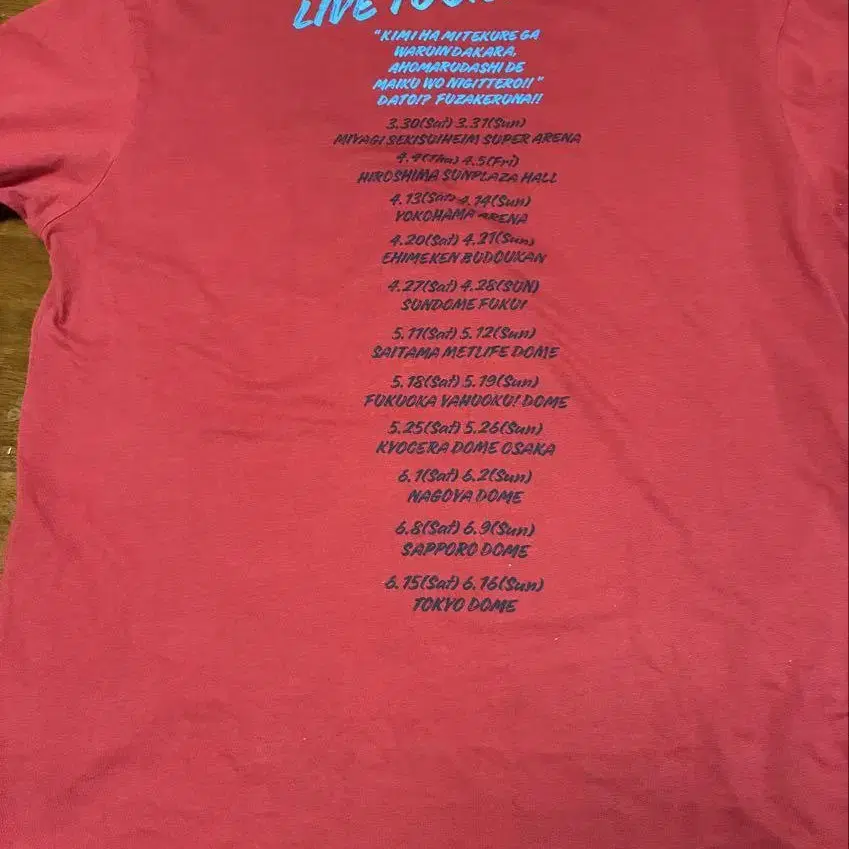 LIVE TOUR
"KIMI HA MITEKURE GA
WARUINDAKARA,
AHOMARUDASHI DE
MAIKU WO NIGITTERO!! "
DATO!? FUZAKERUNA!!
3.30(Sat) 3.31(Sun)
MIYAGI SEKISUIHEIM SUPER ARENA
4.4(Thu) 4.5(Fri)
HIROSHIMA SUNPLAZA HALL
4.13(Sat) 4.14(Sun)
YOKOHAMA ARENA
4.20(Sat) 4.21(Sun)
EHIMEKEN BUDOUKAN
4.27(Sat) 4.28(SUN)
SUNDOME FUKUI
5.11(Sat) 5.12(Sun)
SAITAMA METLIFE DOME
5.18(Sat) 5.19(Sun)
FUKUOKA YAHUOKU! DOME
5.25(Sat) 5.26(Sun)
KYOCERA DOME OSAKA
6.1(Sat) 6.2(Sun)
NAGOYA DOME
6.8(Sat) 6.9(Sun)
SAPPORO DOME
6.15(Sat) 6.16(Sun)
TOKYO DOME